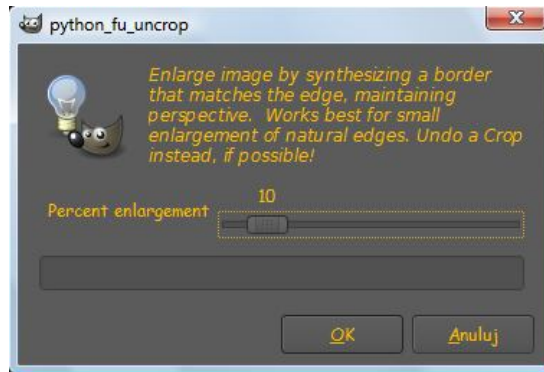 python_fu_uncrop
Enlarge image by synthesizing a border
that matches the edge, maintaining
perspective. Works best for small
enlargement of natural edges. Undo a Crop
instead, if possible!
10
Percent enlargement
OK
Anuluj